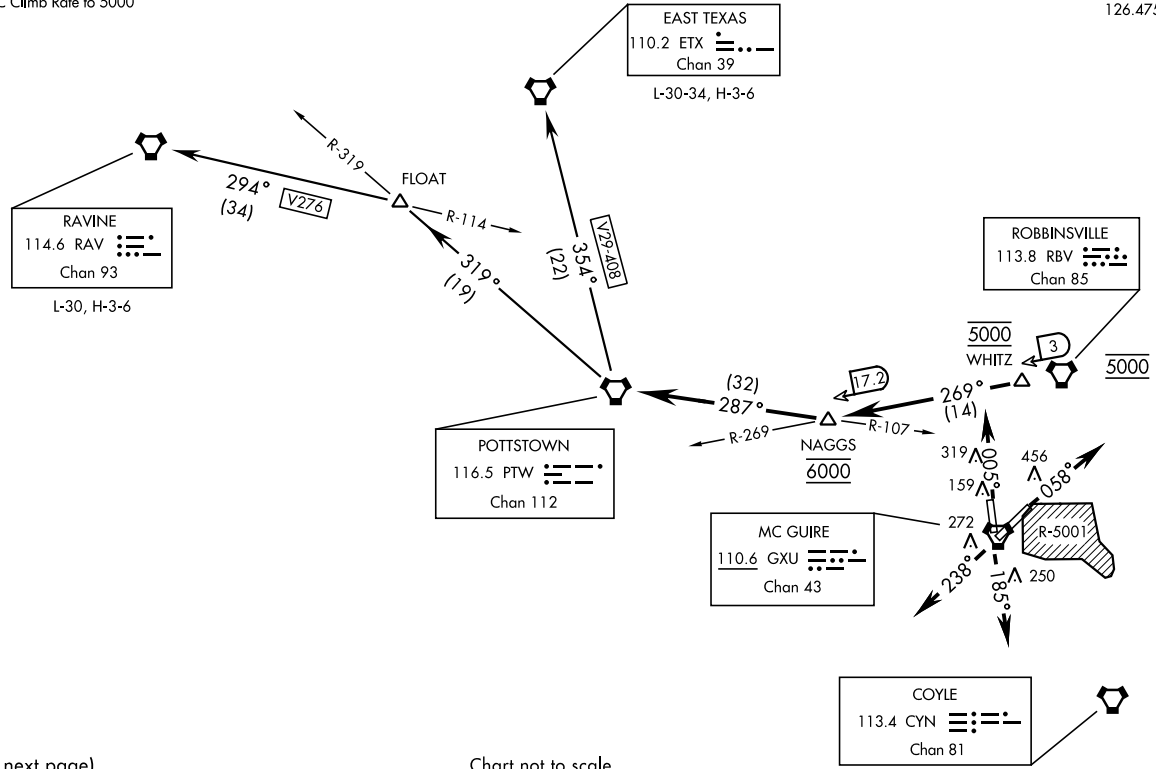 C Climb Rate to 5000
126.475
EAST TEXAS
110.2 ETX
Chan 39
L-30-34, H-3-6
R-319
FLOAT
294°
(34)
V276
R-114
RAVINE
114.6 RAV
Chan 93
L-30, H-3-6
319°
(19)
354°
(22)
V29-408
ROBBINSVILLE
113.8 RBV
Chan 85
5000
WHITZ
3
5000
(32)
287°
17.2
269°
(14)
R-269
R-107
NAGGS
6000
POTTSTOWN
116.5 PTW
Chan 112
319
005°
456
159
058°
272
R-5001
MC GUIRE
110.6 GXU
Chan 43
238°
185°
250
COYLE
113.4 CYN
Chan 81
next page)
Chart not to scale